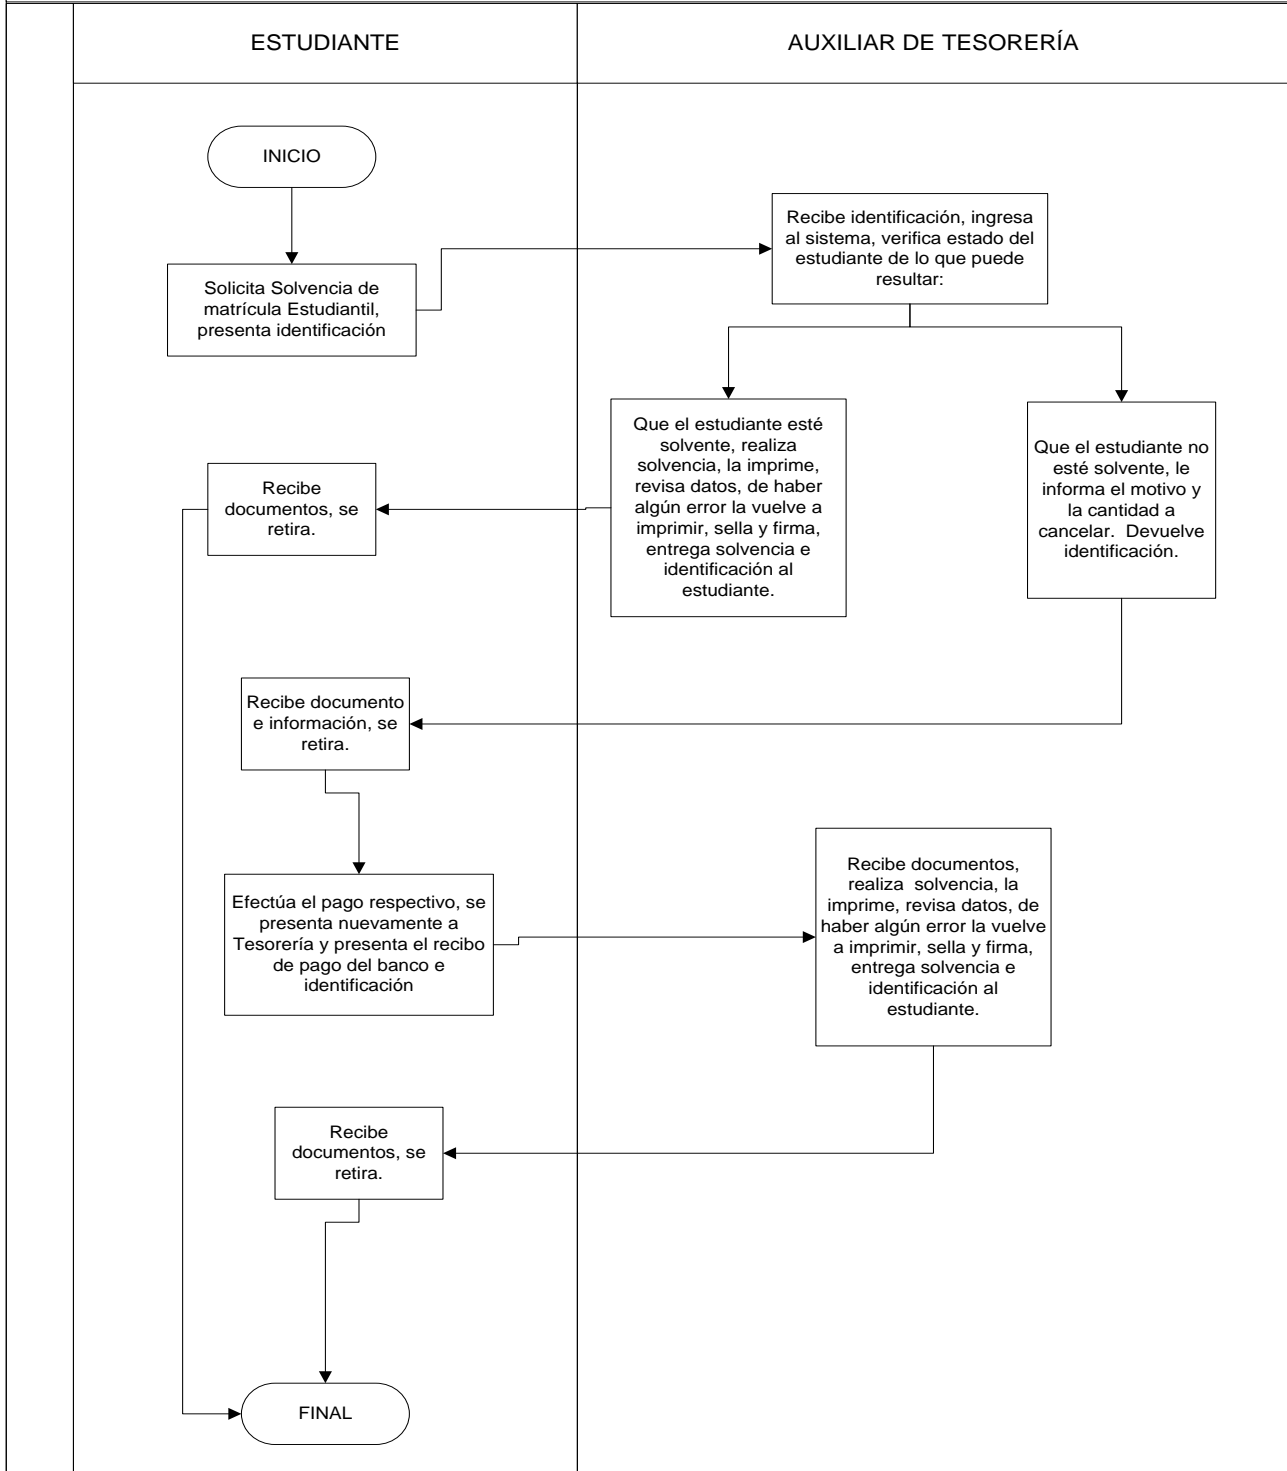 ESTUDIANTE
AUXILIAR DE TESORERÍA
INICIO
Solicita Solvencia de
matrícula Estudiantil,
presenta identificación
Recibe identificación, ingresa
al sistema, verifica estado del
estudiante de lo que puede
resultar:
Que el estudiante esté
solvente, realiza
solvencia, la imprime,
revisa datos, de haber
algún error la vuelve a
imprimir, sella y firma,
entrega solvencia e
identificación al
estudiante.
Que el estudiante no
esté solvente, le
informa el motivo y
la cantidad a
cancelar. Devuelve
identificación.
Recibe
documentos, se
retira.
Recibe documento
e información, se
retira.
Efectúa el pago respectivo, se
presenta nuevamente a
Tesorería y presenta el recibo
de pago del banco e
identificación
Recibe documentos,
realiza solvencia, la
imprime, revisa datos, de
haber algún error la vuelve
a imprimir, sella y firma,
entrega solvencia e
identificación al
estudiante.
Recibe
documentos, se
retira.
FINAL